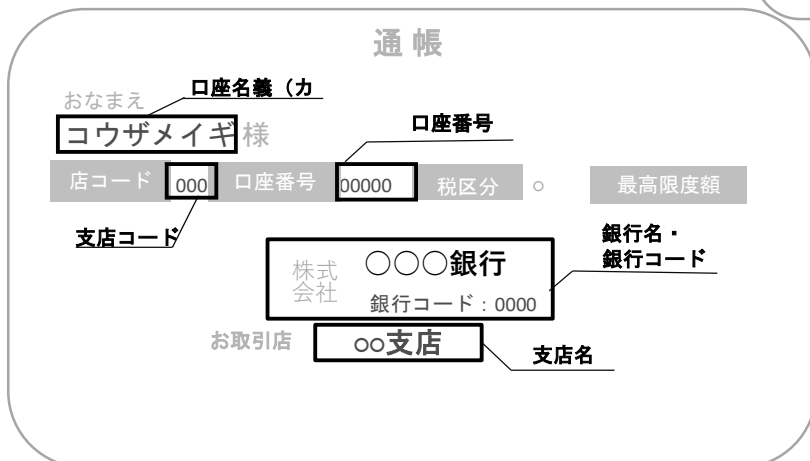 通帳
口座名義（カ
おなまえ
コウザメイギ様
口座番号
店コード 000 口座番号 00000 税区分 ○ 最高限度額
支店コード
銀行名・
銀行コード
株式
会社
○○○銀行
銀行コード：0000
お取引店 ○○支店
支店名